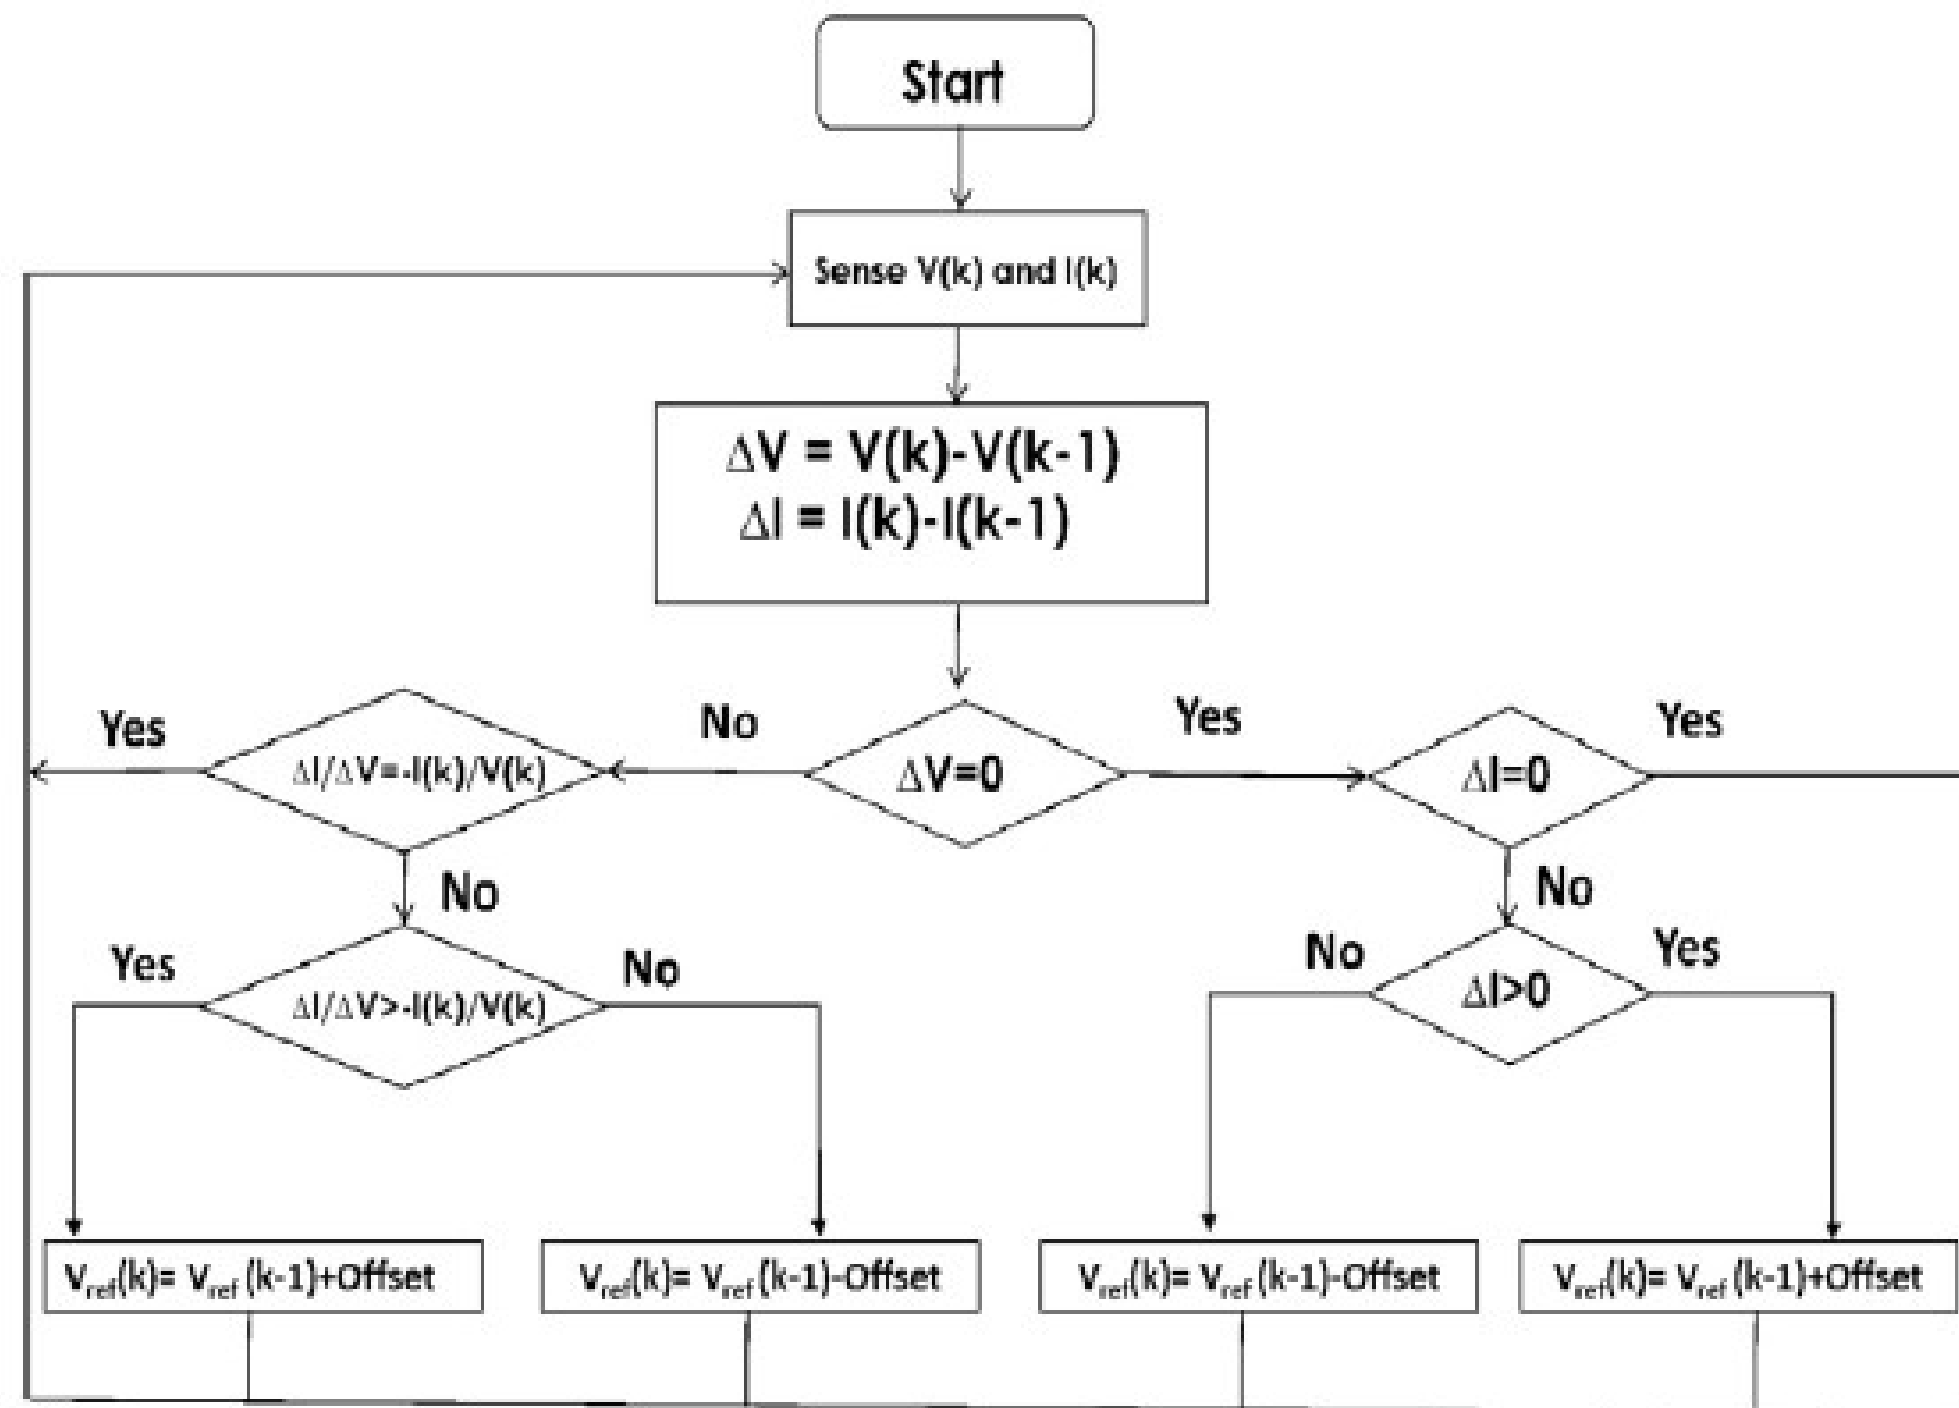 Start
Sense V(k) and I(k)
ΔV = V(k)-V(k-1)
ΔI = I(k)-I(k-1)
Yes
No
Yes
Yes
ΔI/ΔV=-I(k)/V(k)
ΔV=0
ΔI=0
No
No
Yes
No
No
Yes
ΔI/ΔV>-I(k)/V(k)
ΔI>0
Vref(k)= Vref (k-1)+Offset
Vref(k)= Vref (k-1)-Offset
Vref(k)= Vref (k-1)-Offset
Vref(k)= Vref (k-1)+Offset